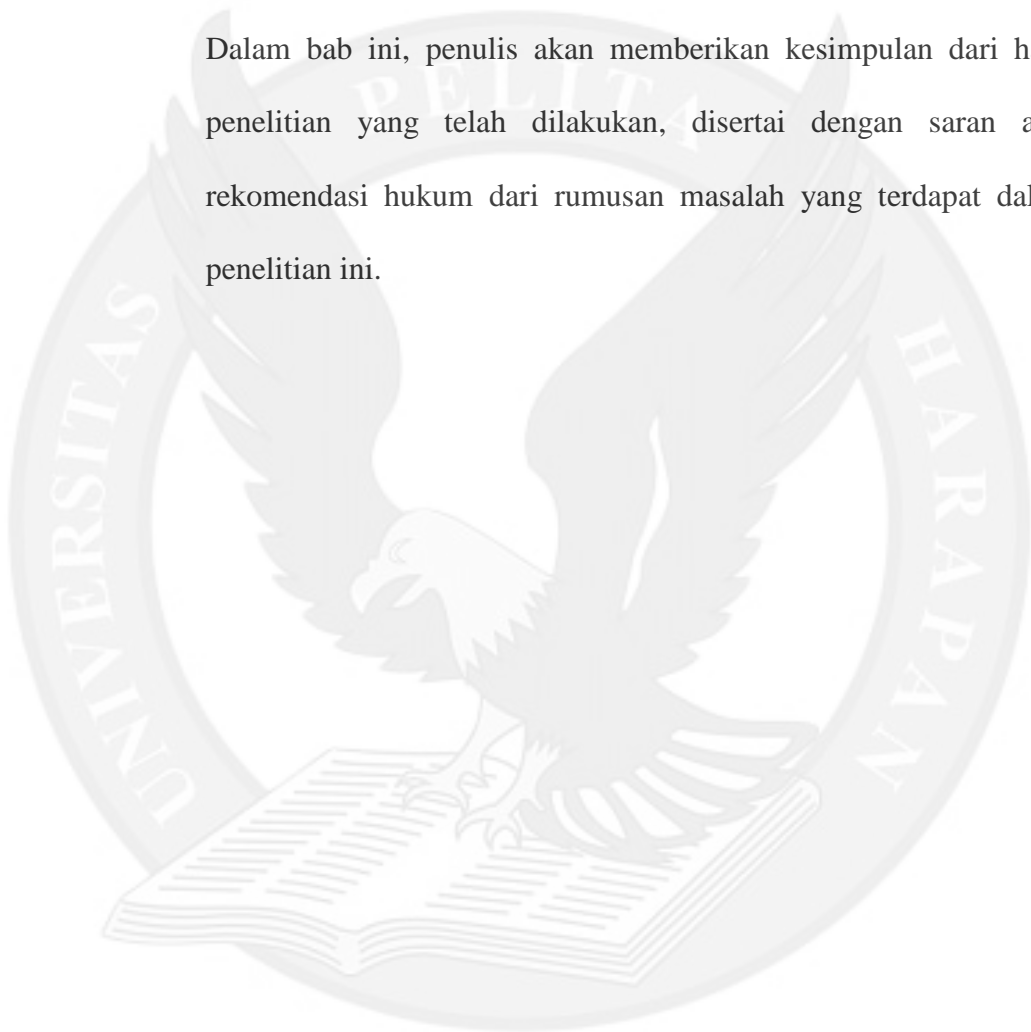 Dalam bab ini, penulis akan memberikan kesimpulan dari h
penelitian yang telah dilakukan, disertai dengan saran a
rekomendasi hukum dari rumusan masalah yang terdapat dal
penelitian ini.
UNIVERSITAS PELITA HARAPAN